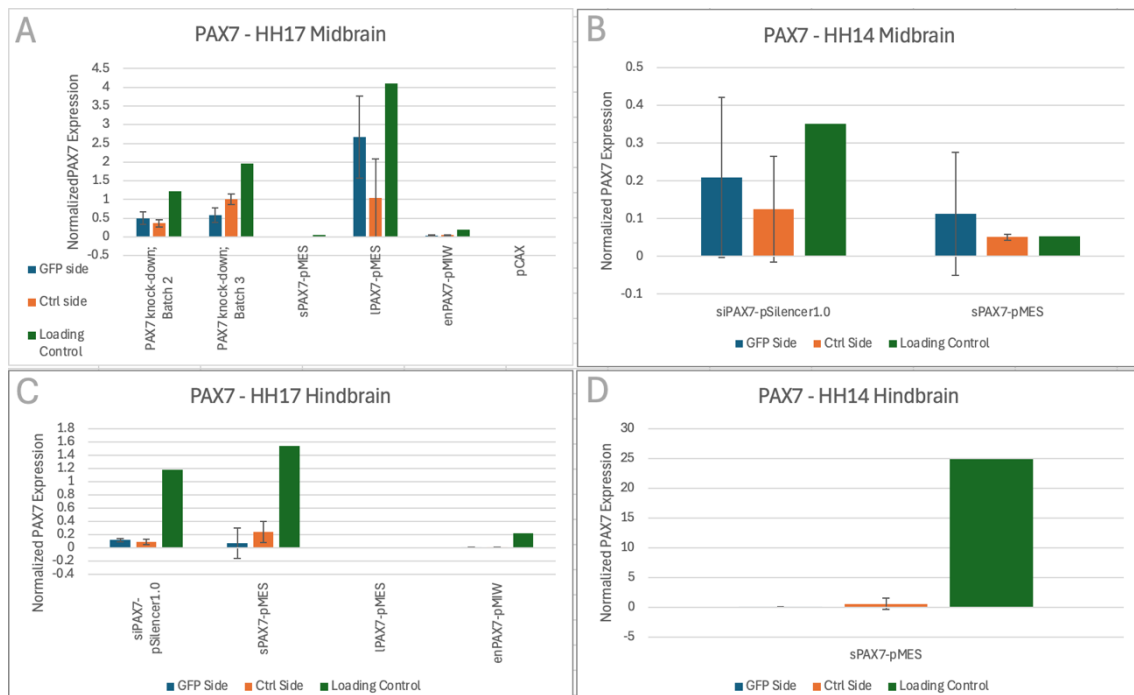 A
PAX7 - HH17 Midbrain
NormalizedPAX7 Expression
4.5
4
3.5
3
2.5
2
1.5
1
0.5
0
-0.5
PAX7 knock-down;
Batch 2
PAX7 knock-down;
Batch 3
sPAX7-pMES
lPAX7-pMES
enPAX7-pMIW
pCAX
GFP side
Ctrl side
Loading
Control
B
PAX7 - HH14 Midbrain
Normalized PAX7 Expression
0.5
0.4
0.3
0.2
0.1
0
-0.1
siPAX7-pSilencer1.0
sPAX7-pMES
GFP Side
Ctrl Side
Loading Control
C
PAX7 - HH17 Hindbrain
Normalized PAX7 Expression
1.8
1.6
1.4
1.2
1
0.8
0.6
0.4
0.2
0
-0.2
-0.4
siPAX7-
pSilencer1.0
sPAX7-pMES
lPAX7-pMES
enPAX7-pMIW
GFP Side
Ctrl Side
Loading Control
D
PAX7 - HH14 Hindbrain
Normalized PAX7 Expression
30
25
20
15
10
5
0
-5
sPAX7-pMES
GFP Side
Ctrl Side
Loading Control